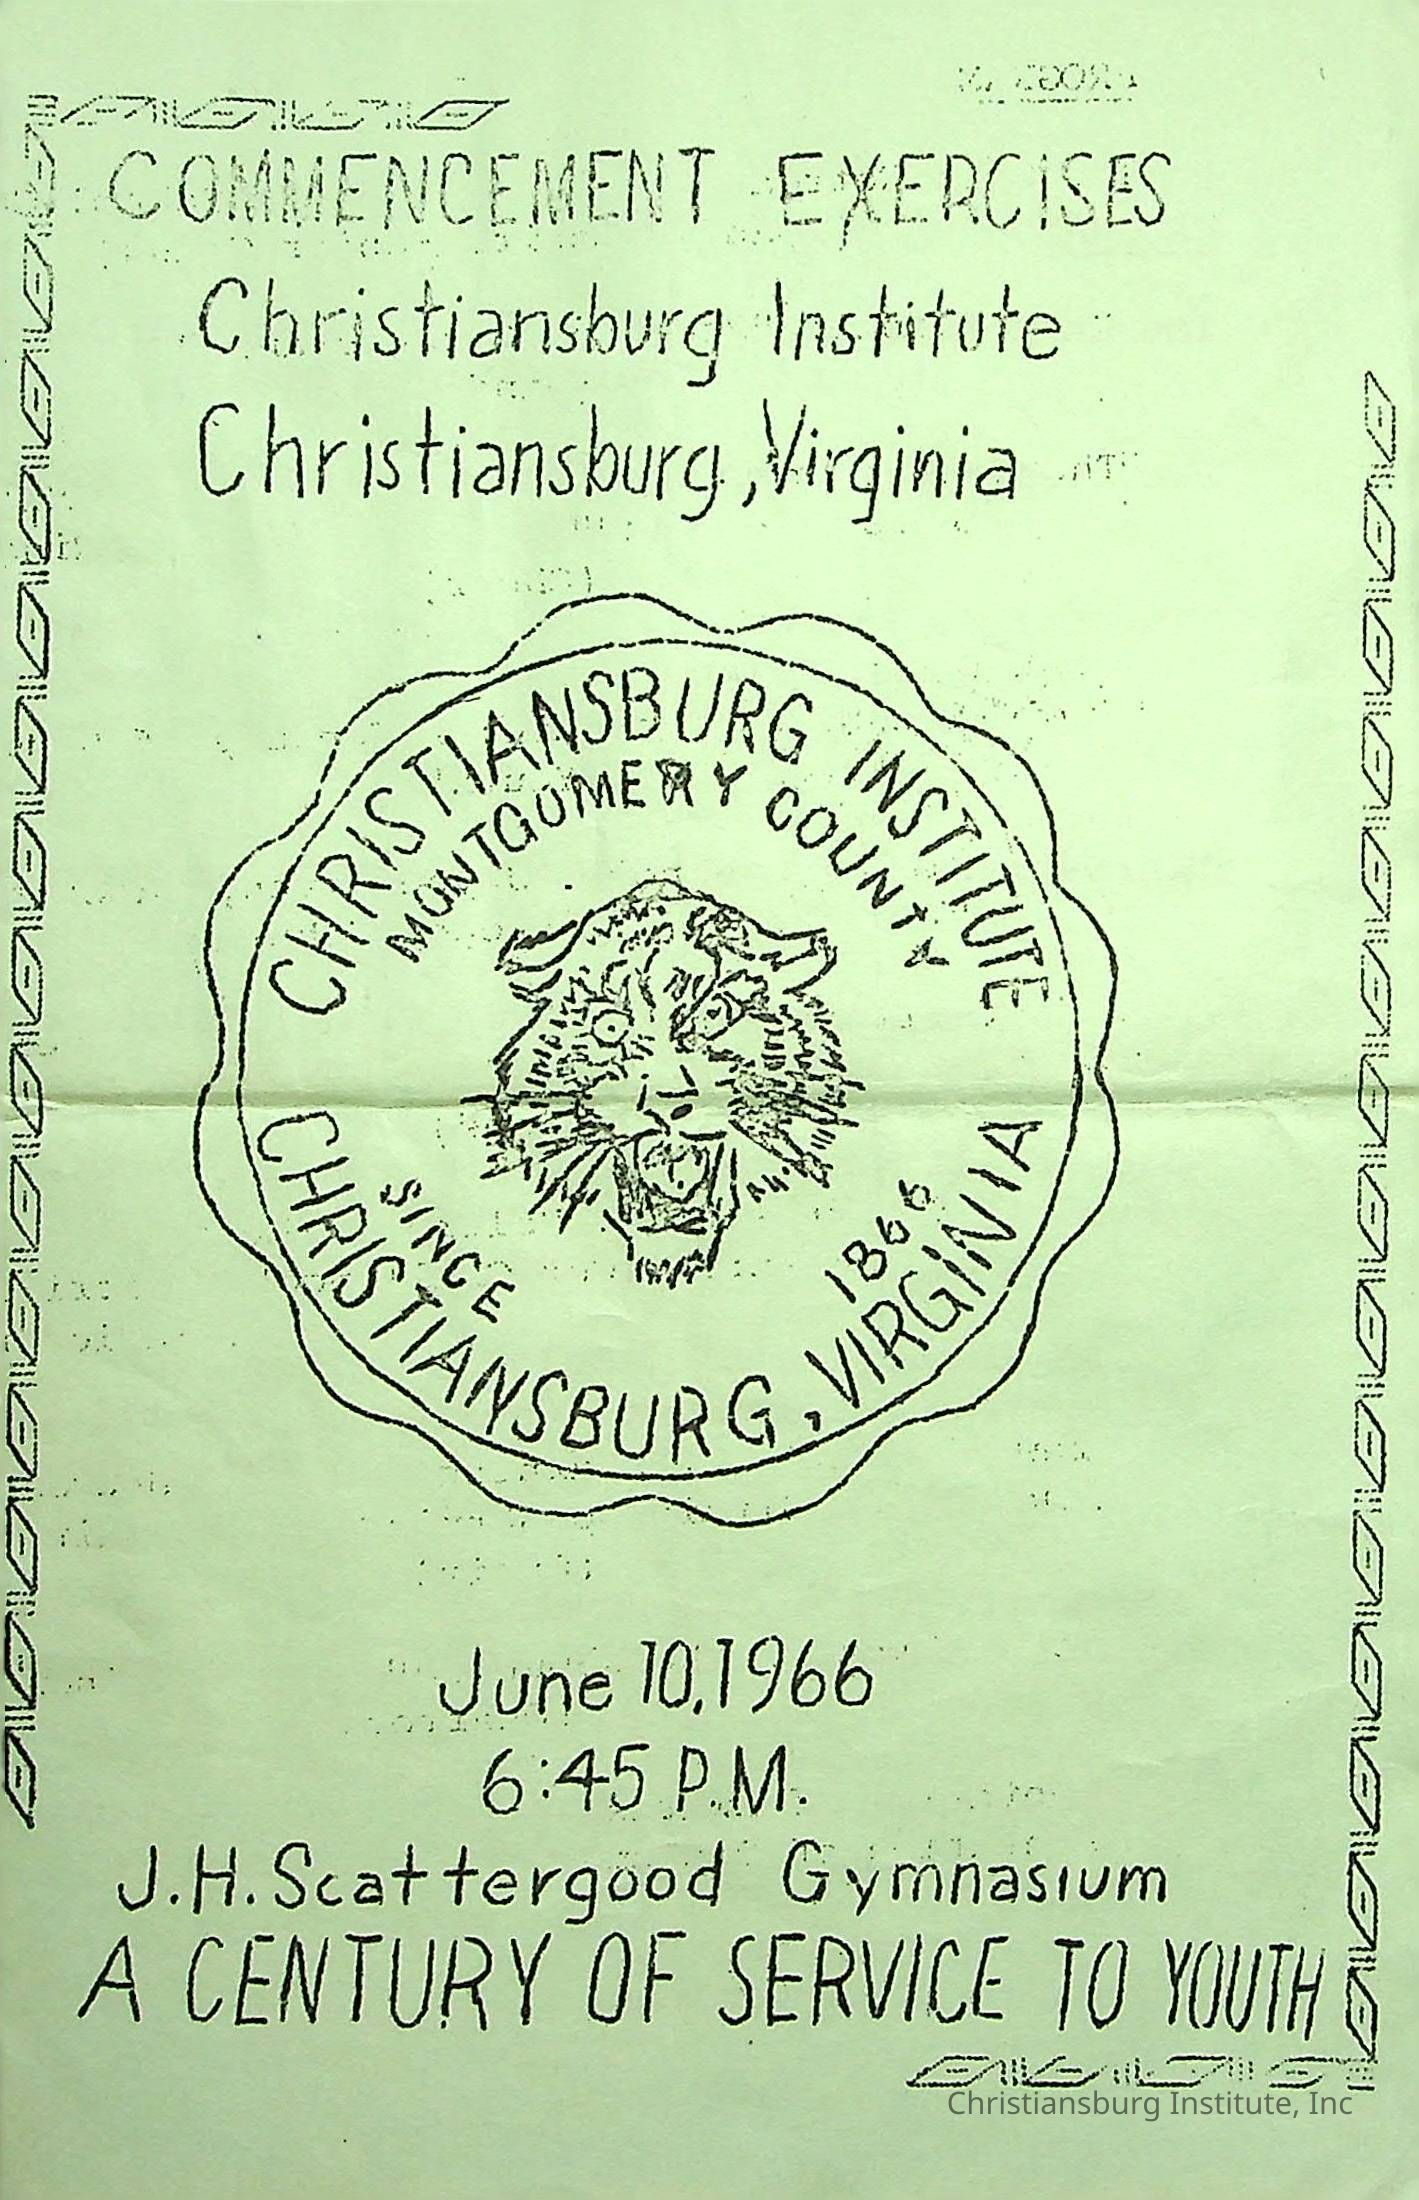 COMMENCEMENT EXERCISES
Christiansburg Institute
Christiansburg, Virginia
CHRISTIANSBURG INSTITUTE
MONTGOMERY COUNTY
SINCE 1866
CHRISTIANSBURG, VIRGINIA
June 10, 1966
6:45 P.M.
J.H. Scattergood Gymnasium
A CENTURY OF SERVICE TO YOUTH
Christiansburg Institute, Inc